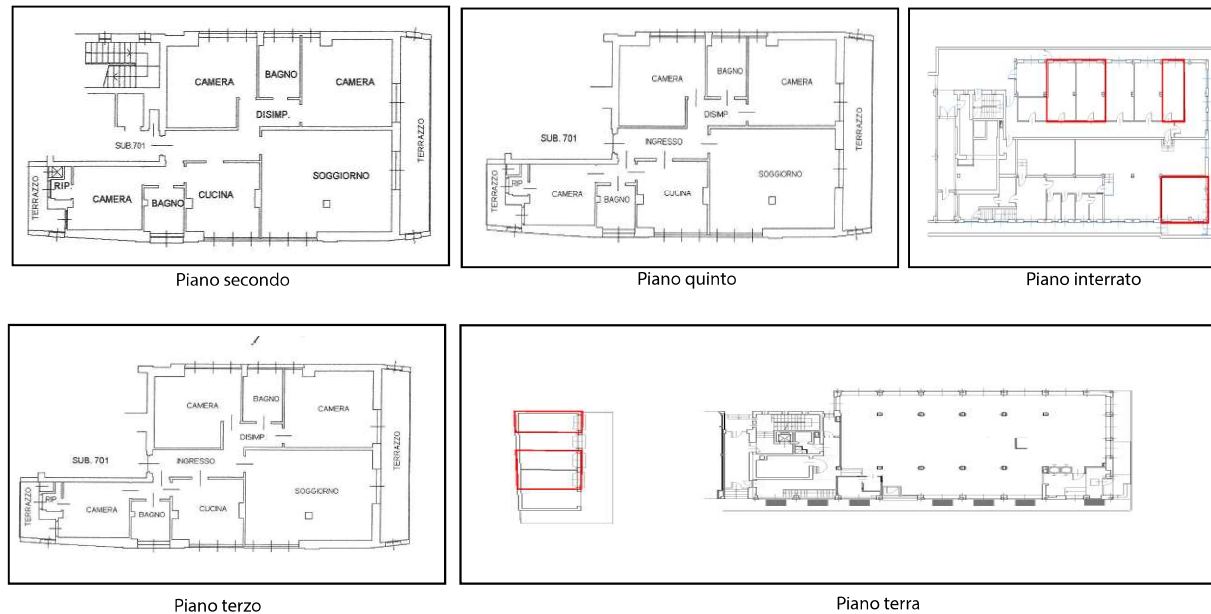 CAMERA
BAGNO
CAMERA
DISIMP.
SUB.701
TERRAZZO
SOGGIORNO
RIP.
CUCINA
CAMERA
BAGNO
TERRAZZO
Piano secondo
CAMERA
BAGNO
CAMERA
DISIMP.
SUB. 701
INGRESSO
TERRAZZO
SOGGIORNO
RIP
CAMERA
CUCINA
BAGNO
TERRAZZO
Piano quinto
Piano interrato
CAMERA
BAGNO
CAMERA
DISIMP.
SUB. 701
INGRESSO
TERRAZZO
SOGGIORNO
RIP
CAMERA
BAGNO
CUCINA
TERRAZZO
Piano terzo
Piano terra